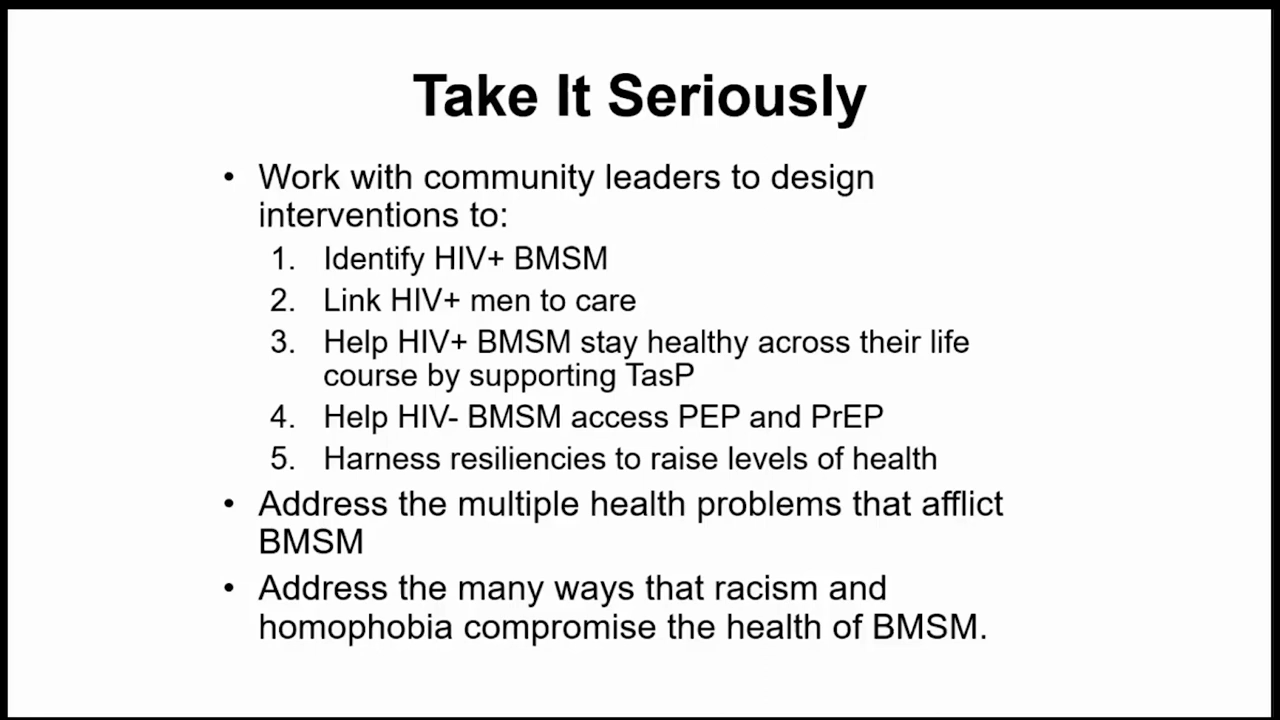 Take It Seriously
• Work with community leaders to design
interventions to:
1. Identify HIV+ BMSM
2. Link HIV+ men to care
3. Help HIV+ BMSM stay healthy across their life
course by supporting TasP
4. Help HIV- BMSM access PEP and PrEP
5. Harness resiliencies to raise levels of health
• Address the multiple health problems that afflict
BMSM
• Address the many ways that racism and
homophobia compromise the health of BMSM.